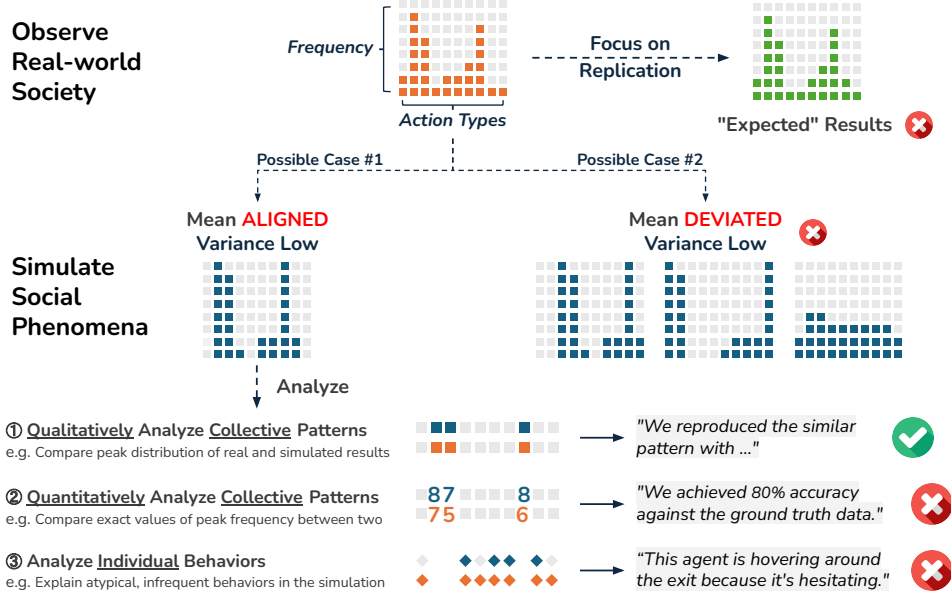 Observe
Real-world
Society
Frequency
Action Types
Focus on
Replication
"Expected" Results
Possible Case #1
Possible Case #2
Mean ALIGNED
Variance Low
Mean DEVIATED
Variance Low
Simulate
Social
Phenomena
Analyze
① Qualitatively Analyze Collective Patterns
e.g. Compare peak distribution of real and simulated results
"We reproduced the similar
pattern with ..."
② Quantitatively Analyze Collective Patterns
e.g. Compare exact values of peak frequency between two
87 8
75 6
"We achieved 80% accuracy
against the ground truth data."
③ Analyze Individual Behaviors
e.g. Explain atypical, infrequent behaviors in the simulation
“This agent is hovering around
the exit because it's hesitating."